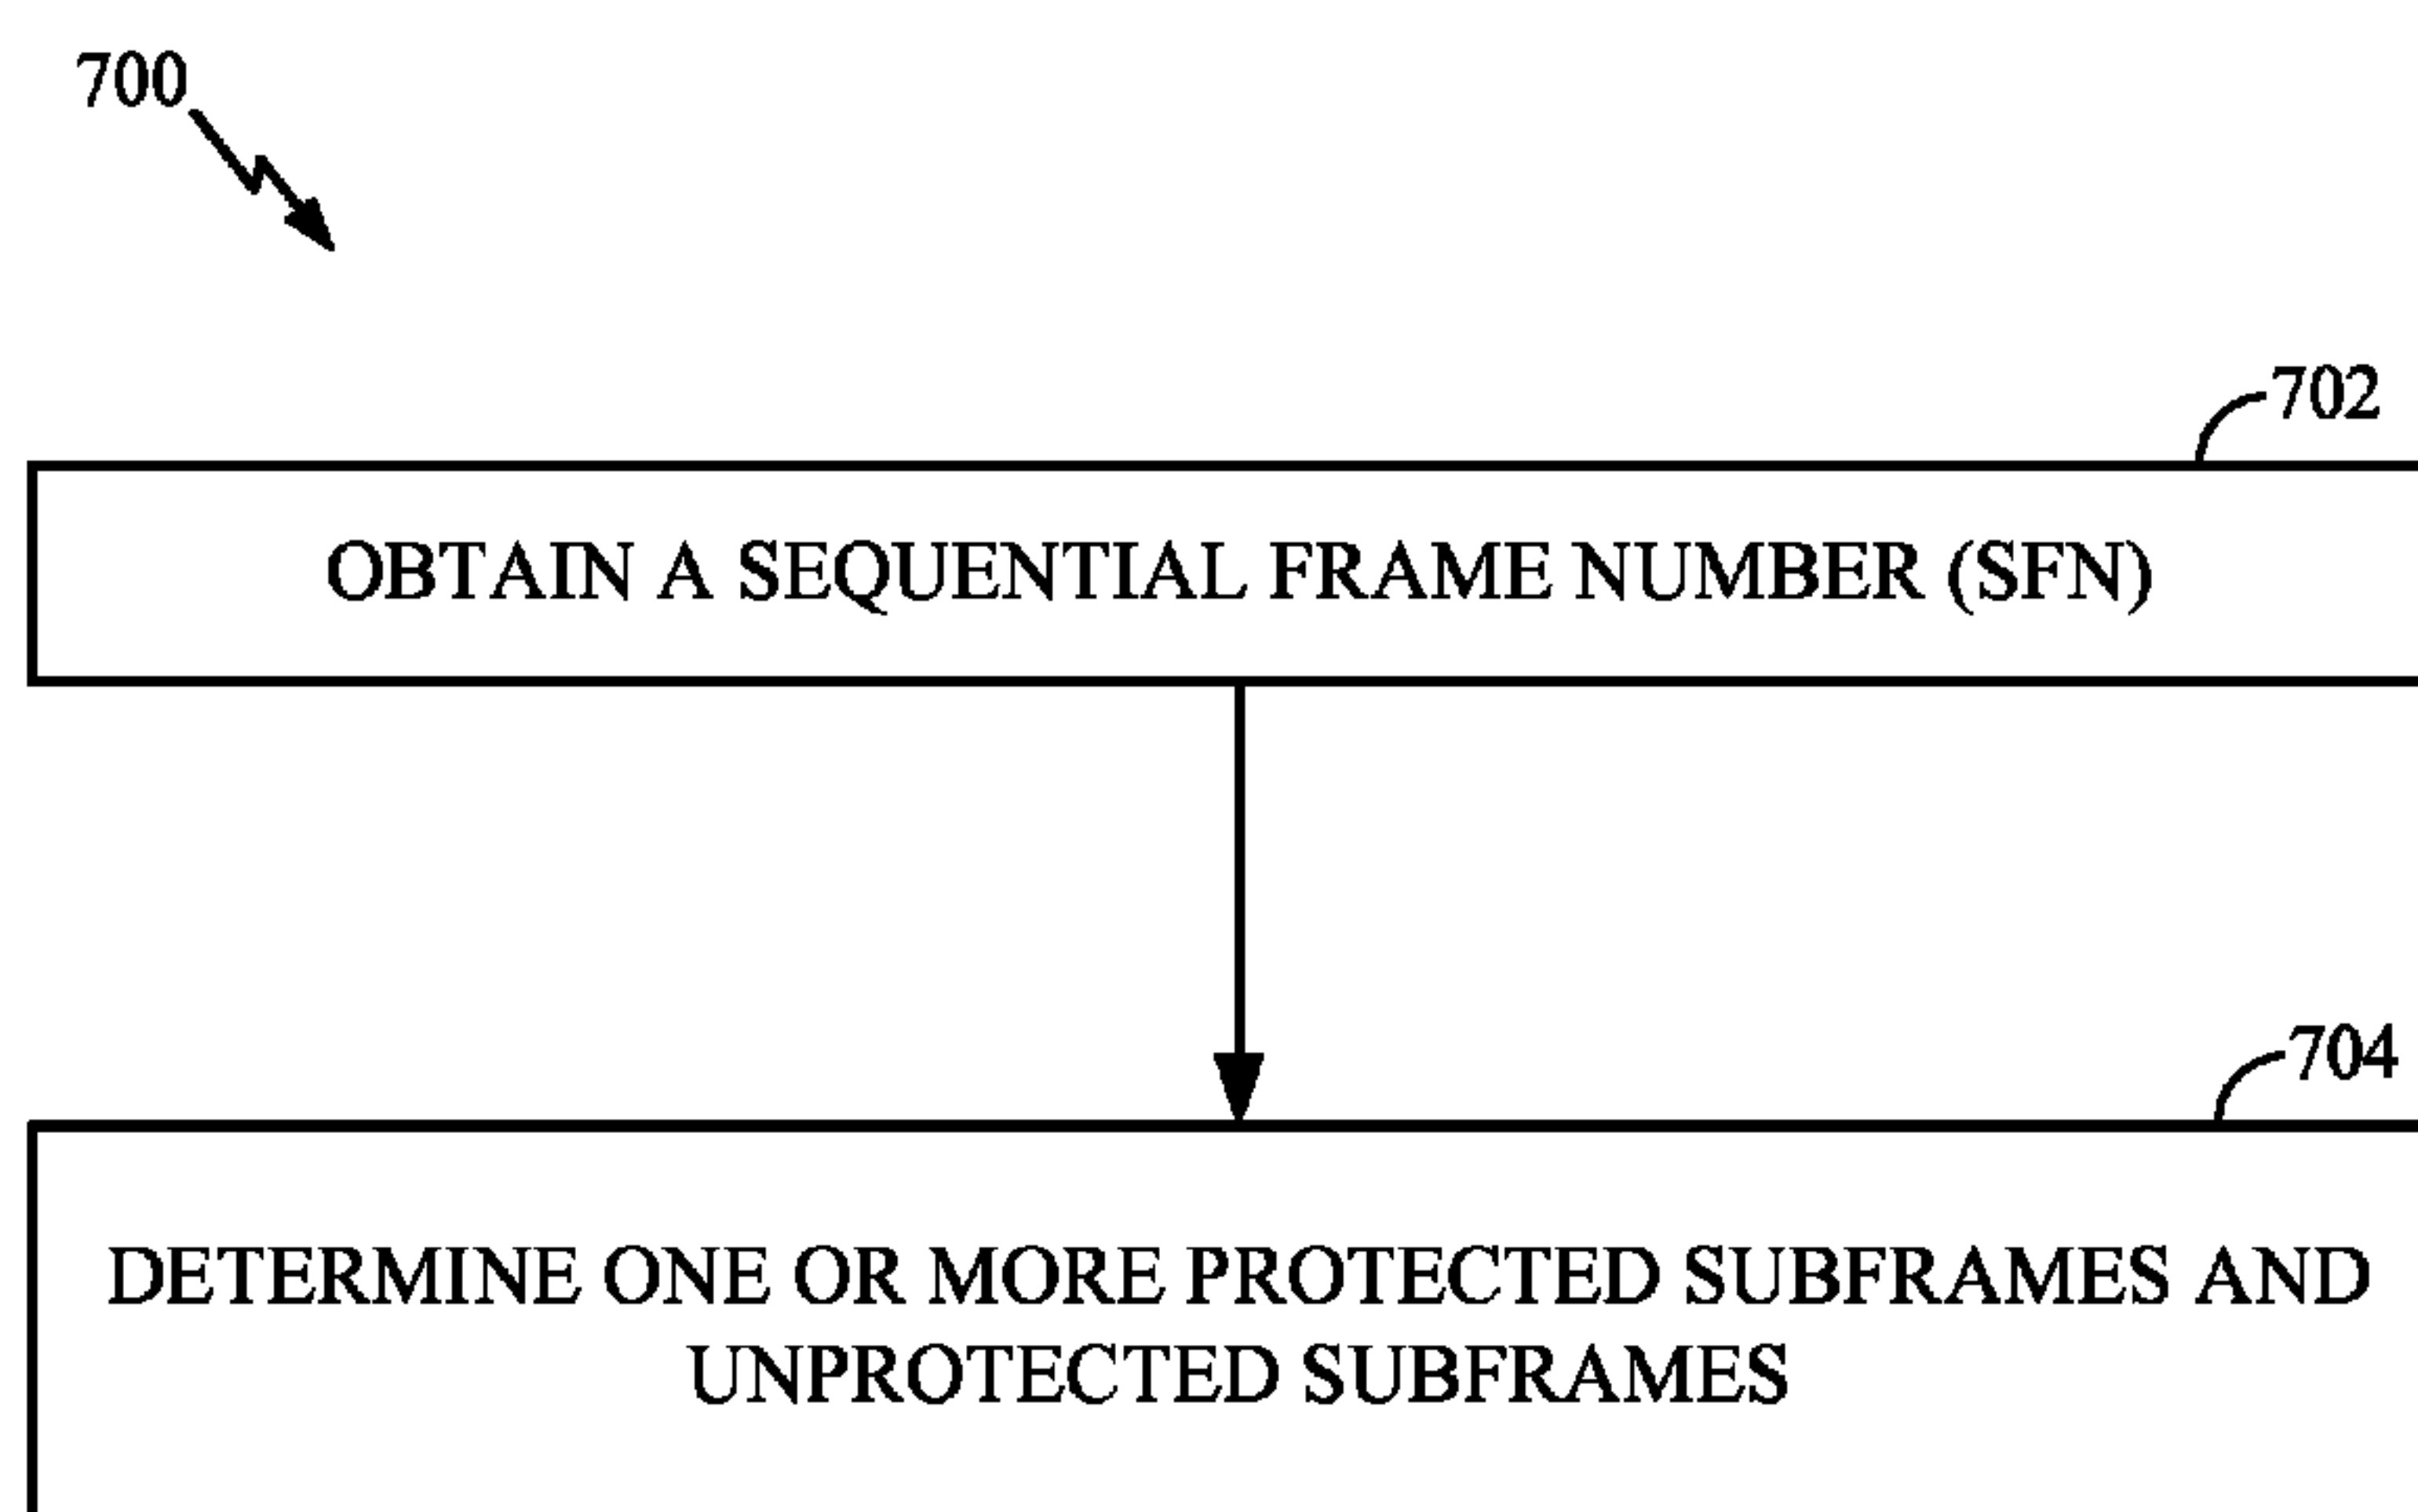 700
702
OBTAIN A SEQUENTIAL FRAME NUMBER (SFN)
704
DETERMINE ONE OR MORE PROTECTED SUBFRAMES AND
UNPROTECTED SUBFRAMES